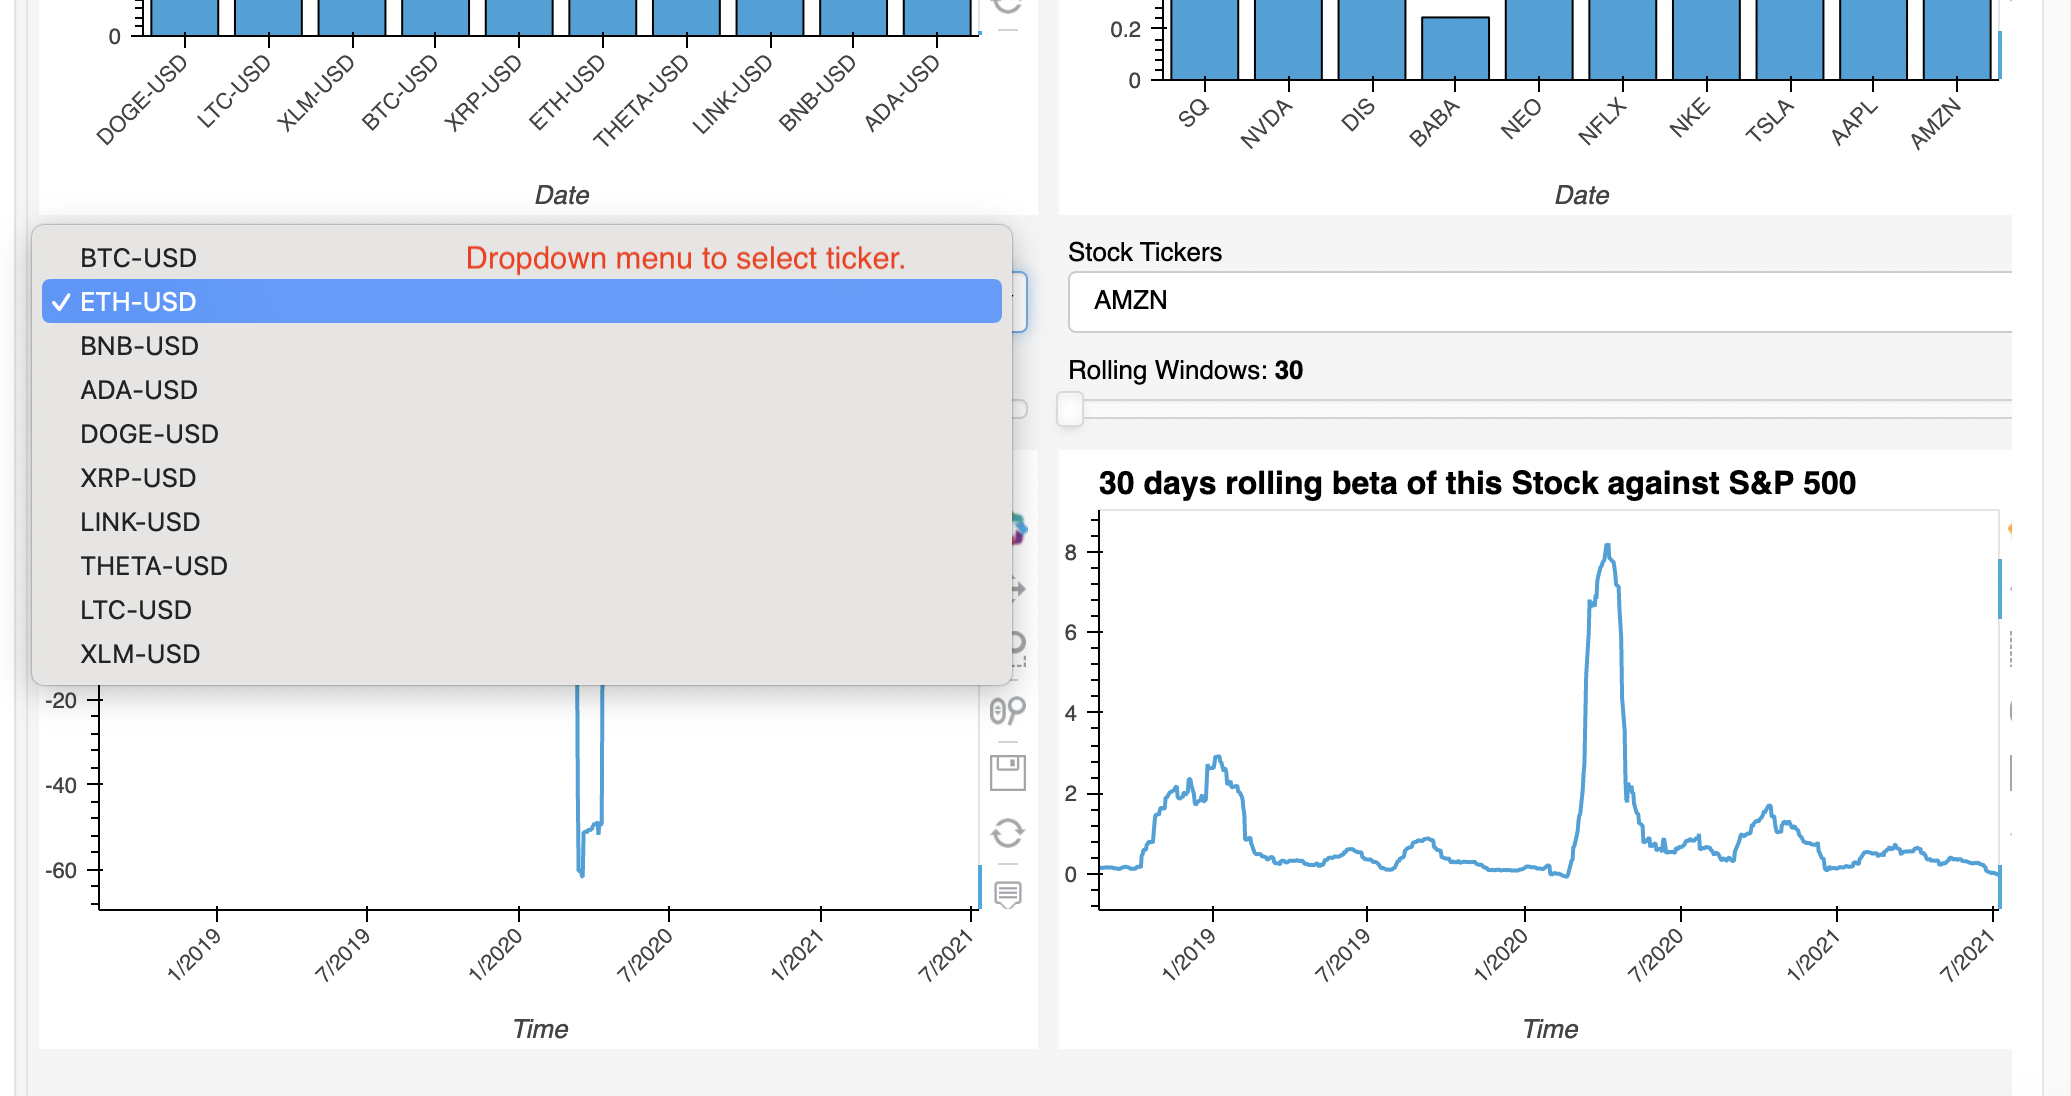 0
DOGE-USD
LTC-USD
XLM-USD
BTC-USD
XRP-USD
ETH-USD
THETA-USD
LINK-USD
BNB-USD
ADA-USD
Date
0.2
0
SQ
NVDA
DIS
BABA
NEO
NFLX
NKE
TSLA
AAPL
AMZN
Date
BTC-USD
Dropdown menu to select ticker.
✓ ETH-USD
BNB-USD
ADA-USD
DOGE-USD
XRP-USD
LINK-USD
THETA-USD
LTC-USD
XLM-USD
-20
-40
-60
1/2019
7/2019
1/2020
7/2020
1/2021
7/2021
Time
Stock Tickers
AMZN
Rolling Windows: 30
30 days rolling beta of this Stock against S&P 500
8
6
4
2
0
1/2019
7/2019
1/2020
7/2020
1/2021
7/2021
Time